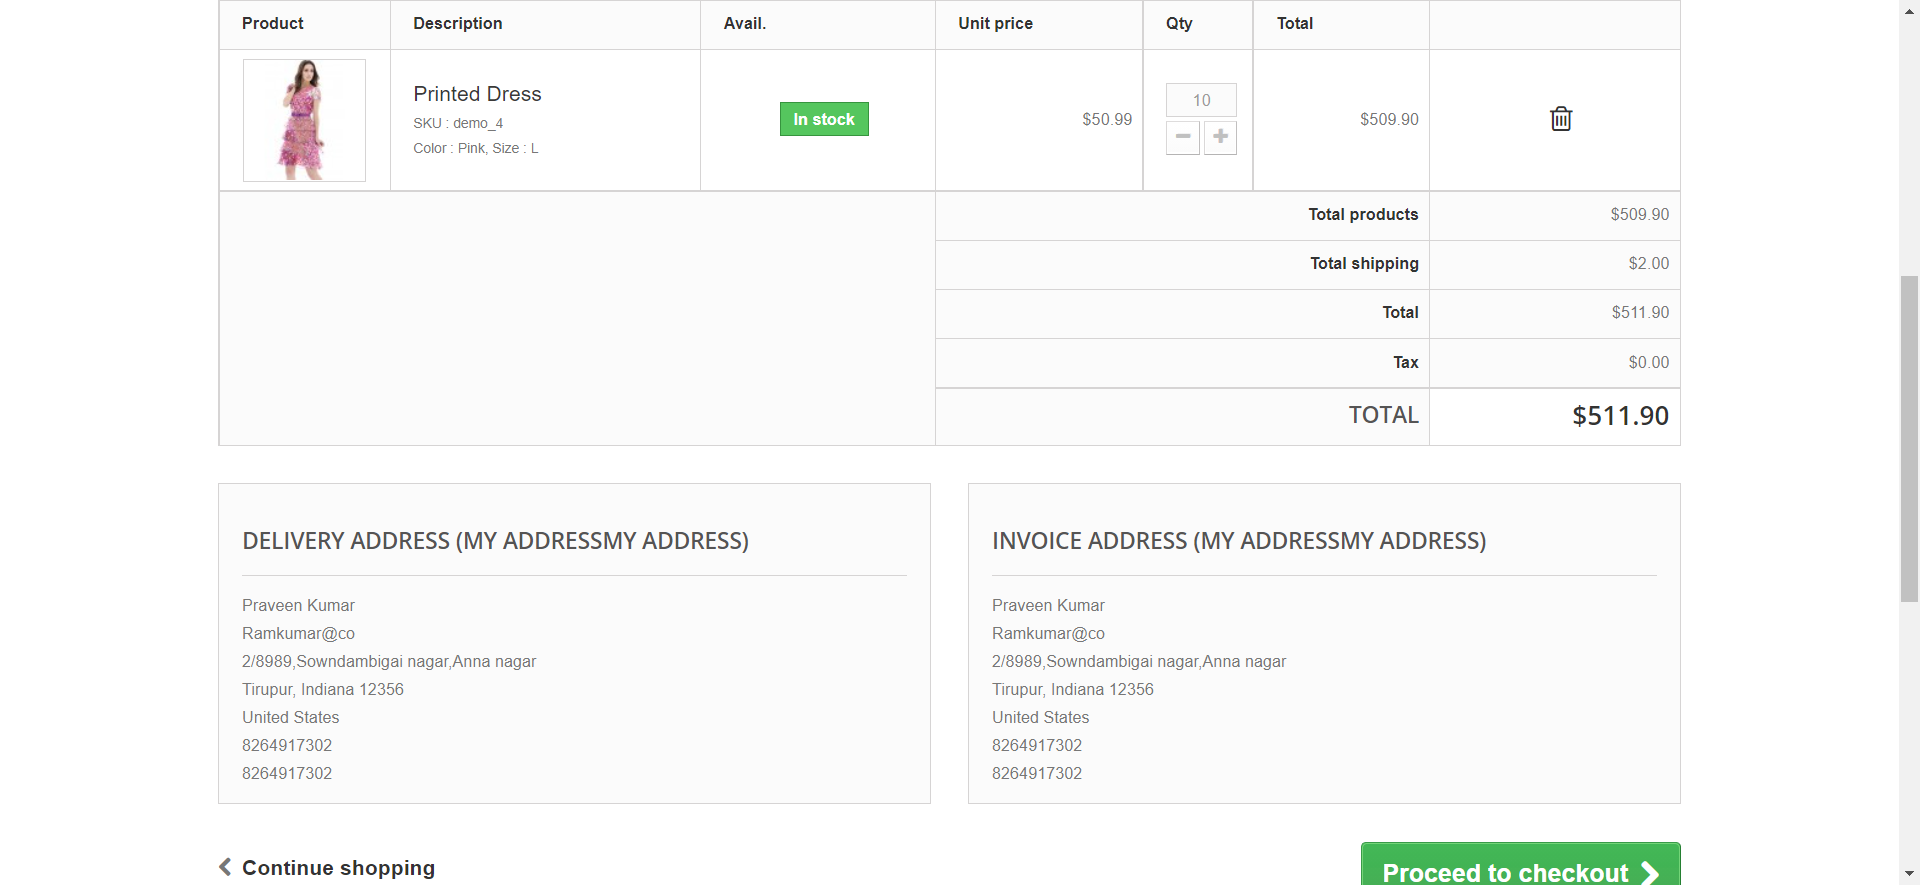 Product Description Avail. Unit price Qty Total
Printed Dress
SKU : demo_4
Color : Pink, Size : L
In stock
$50.99
10
$509.90
Total products $509.90
Total shipping $2.00
Total $511.90
Tax $0.00
TOTAL $511.90
DELIVERY ADDRESS (MY ADDRESSMY ADDRESS)
Praveen Kumar
Ramkumar@co
2/8989,Sowndambigai nagar,Anna nagar
Tirupur, Indiana 12356
United States
8264917302
8264917302
INVOICE ADDRESS (MY ADDRESSMY ADDRESS)
Praveen Kumar
Ramkumar@co
2/8989,Sowndambigai nagar,Anna nagar
Tirupur, Indiana 12356
United States
8264917302
8264917302
Continue shopping
Proceed to checkout